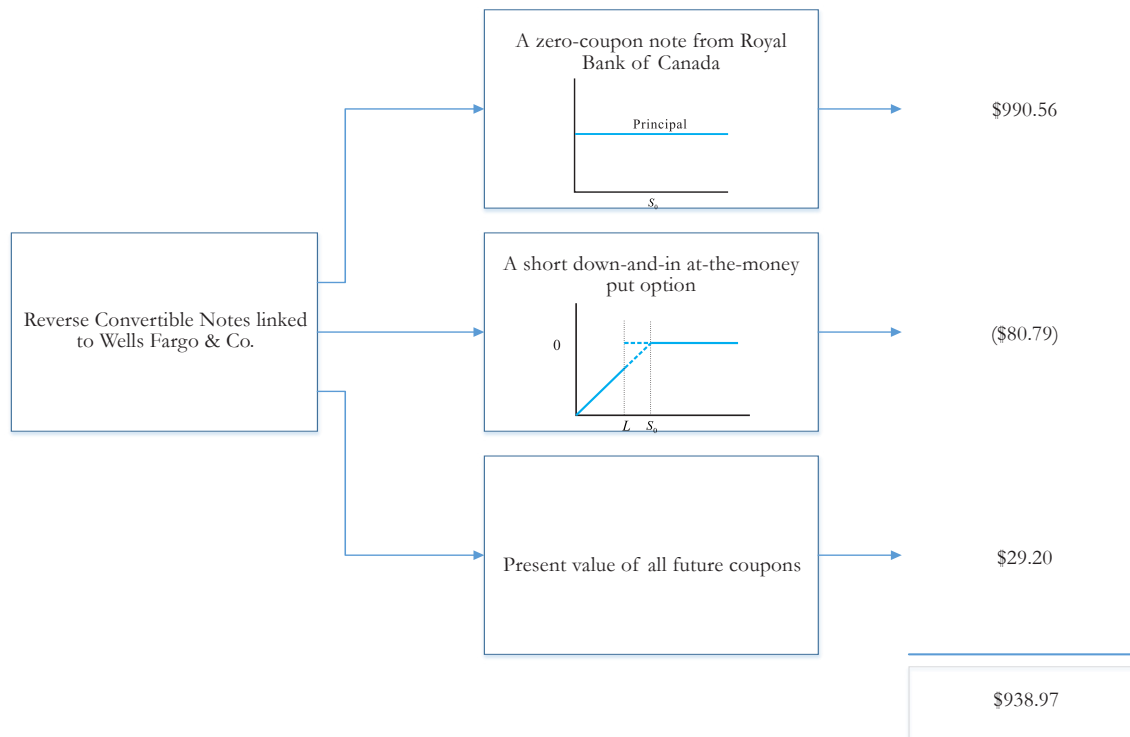 A zero-coupon note from Royal
Bank of Canada
Principal
S₀
$990.56
Reverse Convertible Notes linked
to Wells Fargo & Co.
A short down-and-in at-the-money
put option
0
L S₀
($80.79)
Present value of all future coupons
$29.20
$938.97